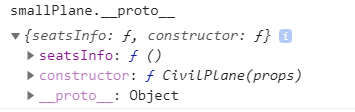 smallPlane.__proto__
▼{seatsInfo: ƒ, constructor: ƒ} i
▶ seatsInfo: ƒ ()
▶ constructor: ƒ CivilPLane(props)
▶ __proto__: Object